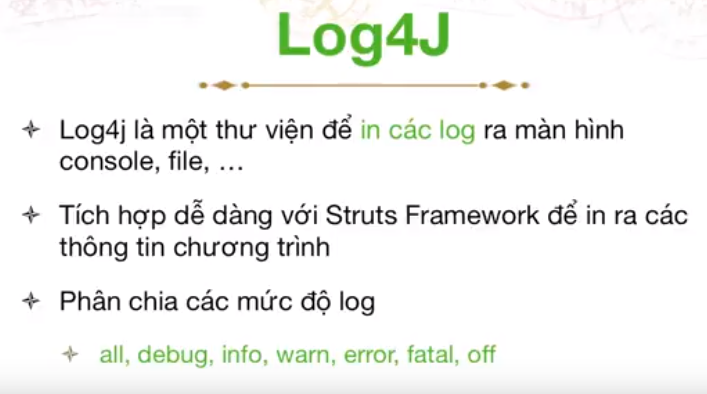 Log4J
Log4j là một thư viện để in các log ra màn hình
console, file, ...
Tích hợp dễ dàng với Struts Framework để in ra các
thông tin chương trình
Phân chia các mức độ log
all, debug, info, warn, error, fatal, off